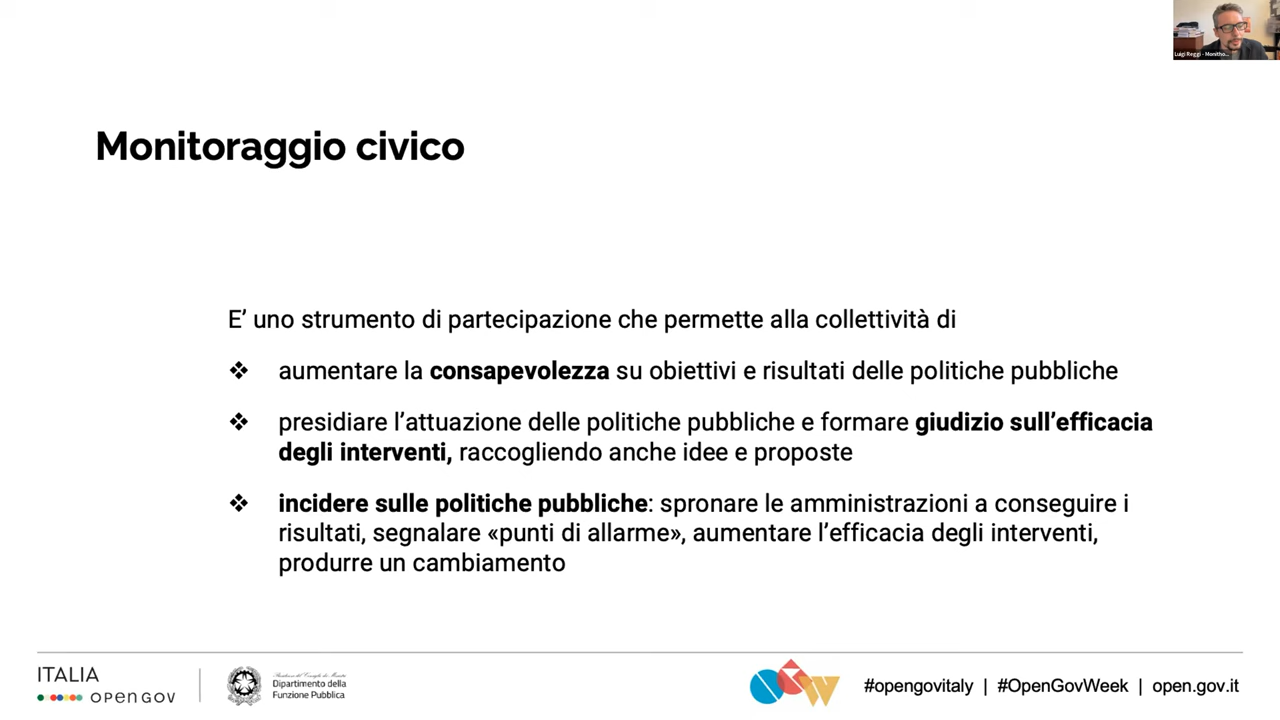 Luigi Reggi - Monitho...
Monitoraggio civico
E’ uno strumento di partecipazione che permette alla collettività di
❖ aumentare la consapevolezza su obiettivi e risultati delle politiche pubbliche
❖ presidiare l’attuazione delle politiche pubbliche e formare giudizio sull’efficacia
degli interventi, raccogliendo anche idee e proposte
❖ incidere sulle politiche pubbliche: spronare le amministrazioni a conseguire i
risultati, segnalare «punti di allarme», aumentare l’efficacia degli interventi,
produrre un cambiamento
ITALIA
open gov
Dipartimento della
Funzione Pubblica
#opengovitaly | #OpenGovWeek | open.gov.it